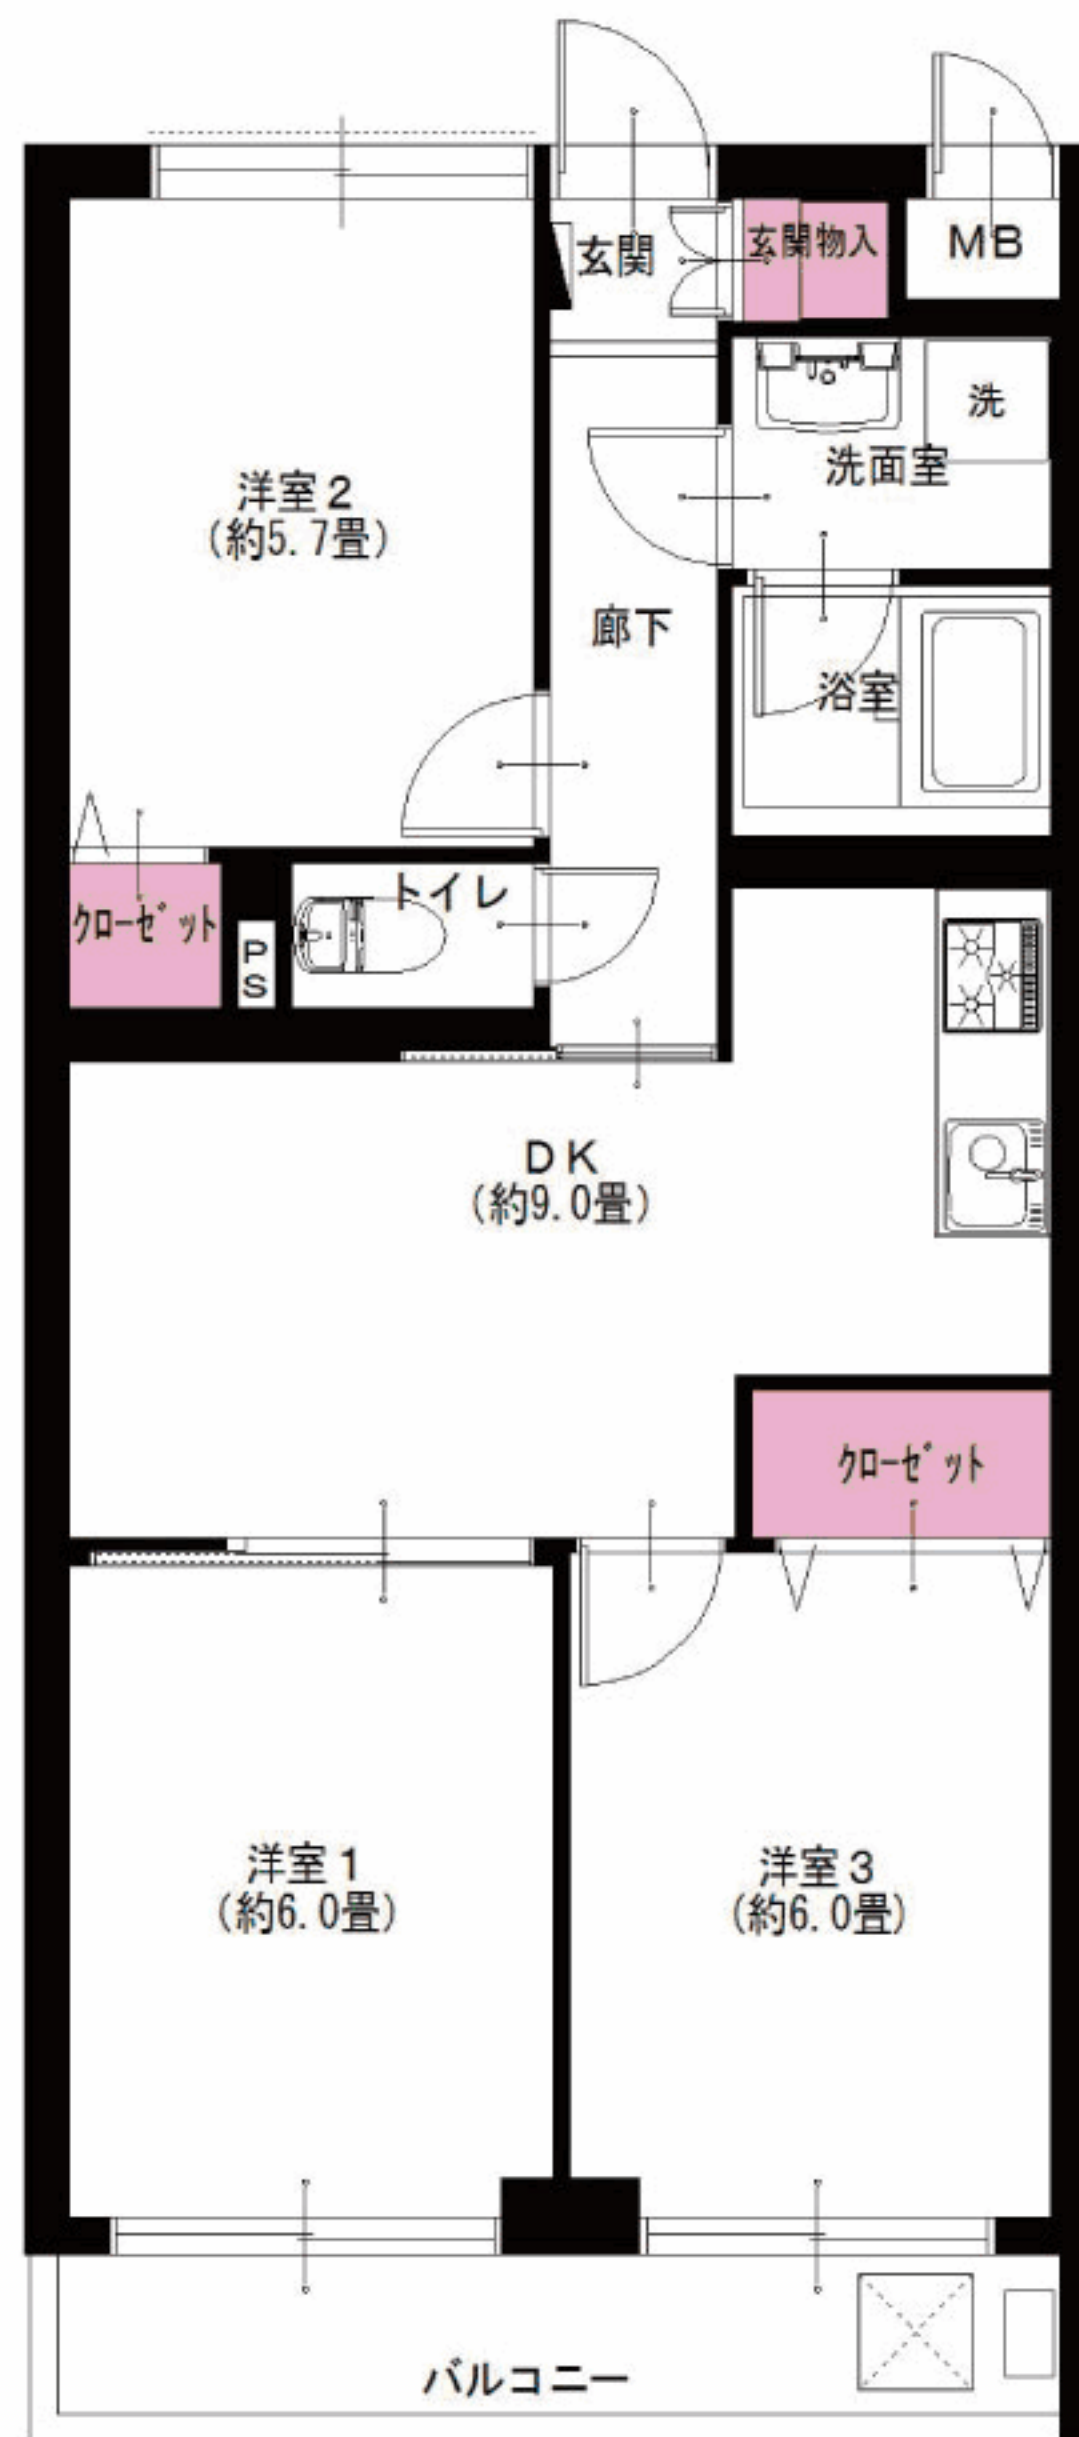 玄関
玄関物入
MB
洗
洗面室
洋室2
(約5.7畳)
廊下
浴室
トイレ
クローゼット
PS
DK
(約9.0畳)
クローゼット
洋室1
(約6.0畳)
洋室3
(約6.0畳)
バルコニー